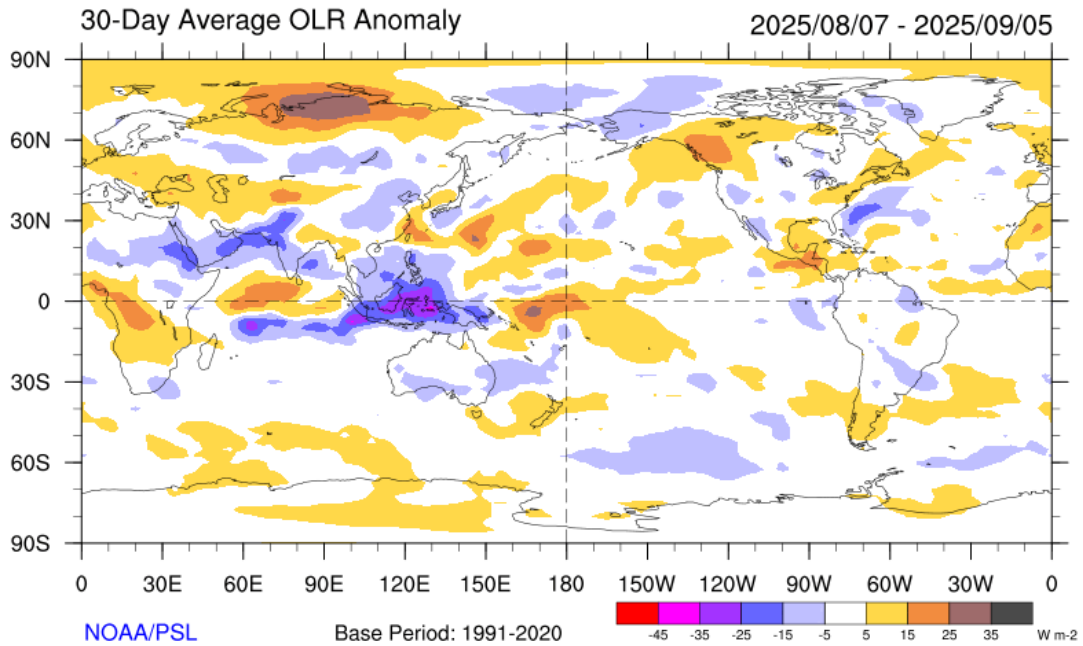 30-Day Average OLR Anomaly 2025/08/07 - 2025/09/05
90N
60N
30N
0
30S
60S
90S
0 30E 60E 90E 120E 150E 180 150W 120W 90W 60W 30W 0
-45 -35 -25 -15 -5 5 15 25 35 W m-2
NOAA/PSL Base Period: 1991-2020